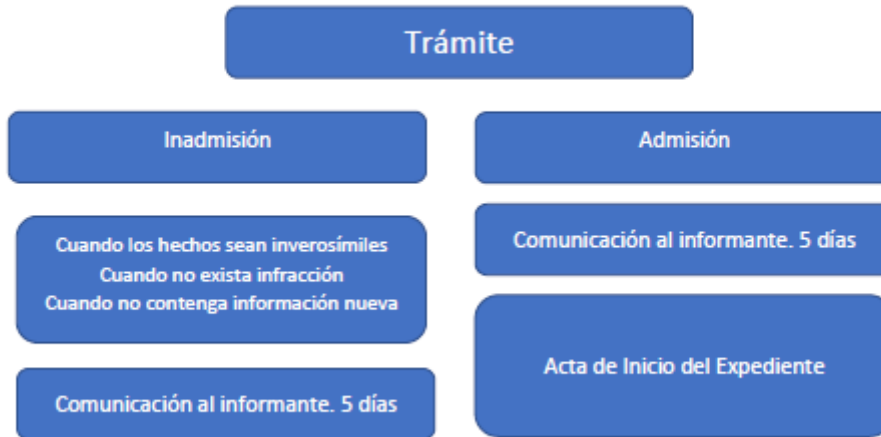 Trámite
Inadmisión
Cuando los hechos sean inverosímiles
Cuando no exista infracción
Cuando no contenga información nueva
Comunicación al informante. 5 días
Admisión
Comunicación al informante. 5 días
Acta de Inicio del Expediente